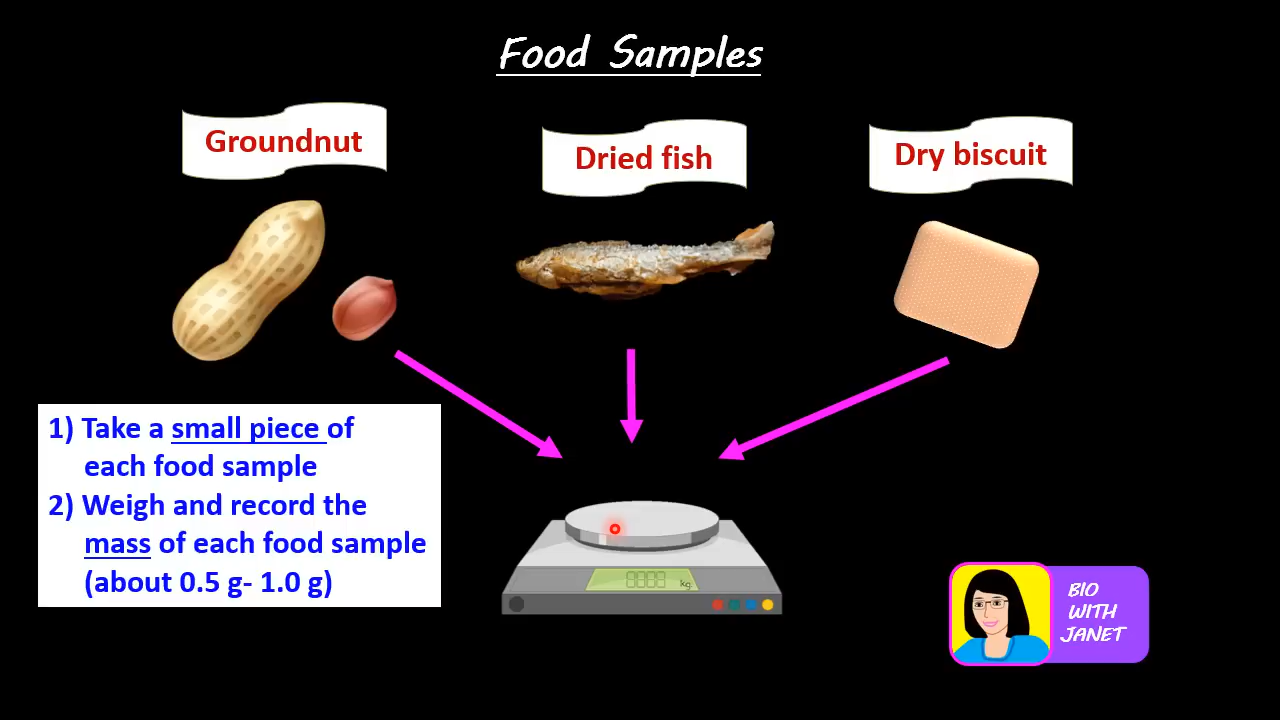 Food Samples
Groundnut
Dried fish
Dry biscuit
1) Take a small piece of
each food sample
2) Weigh and record the
mass of each food sample
(about 0.5 g- 1.0 g)
kg
BIO
WITH
JANET